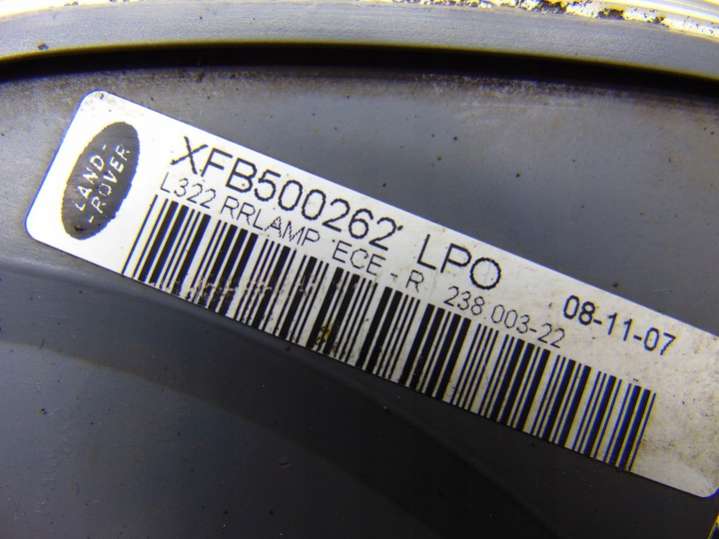 LAND-
-ROVER
XFB500262 LPO
L322 RRLAMP ECE - R 238 003-22
08-11-07